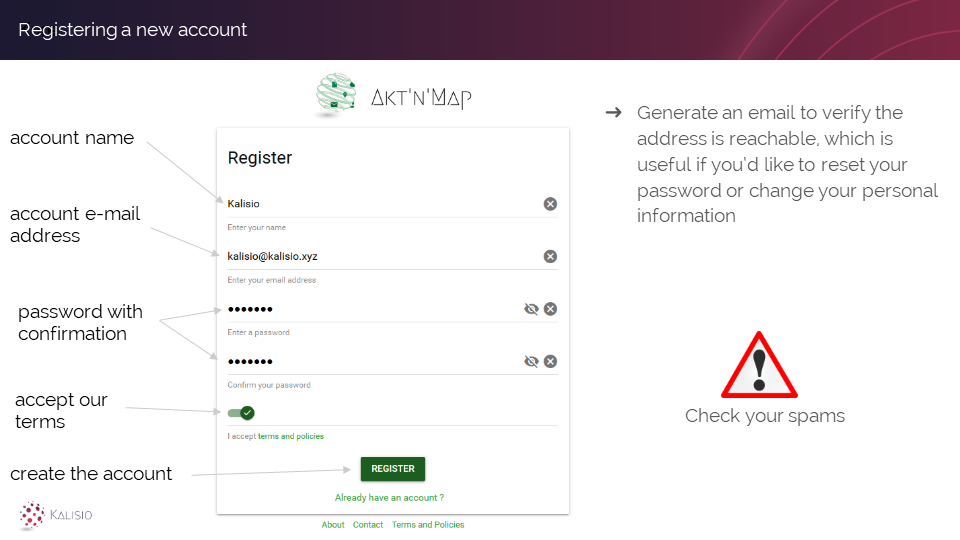 Registering a new account
AKT'N'MAP
account name
account e-mail
address
password with
confirmation
accept our
terms
create the account
Register
Kalisio
Enter your name
kalisio@kalisio.xyz
Enter your email address
•••••••
Enter a password
•••••••
Confirm your password
I accept terms and policies
REGISTER
Already have an account ?
About Contact Terms and Policies
➔ Generate an email to verify the
address is reachable, which is
useful if you'd like to reset your
password or change your personal
information
Check your spams
KALISIO